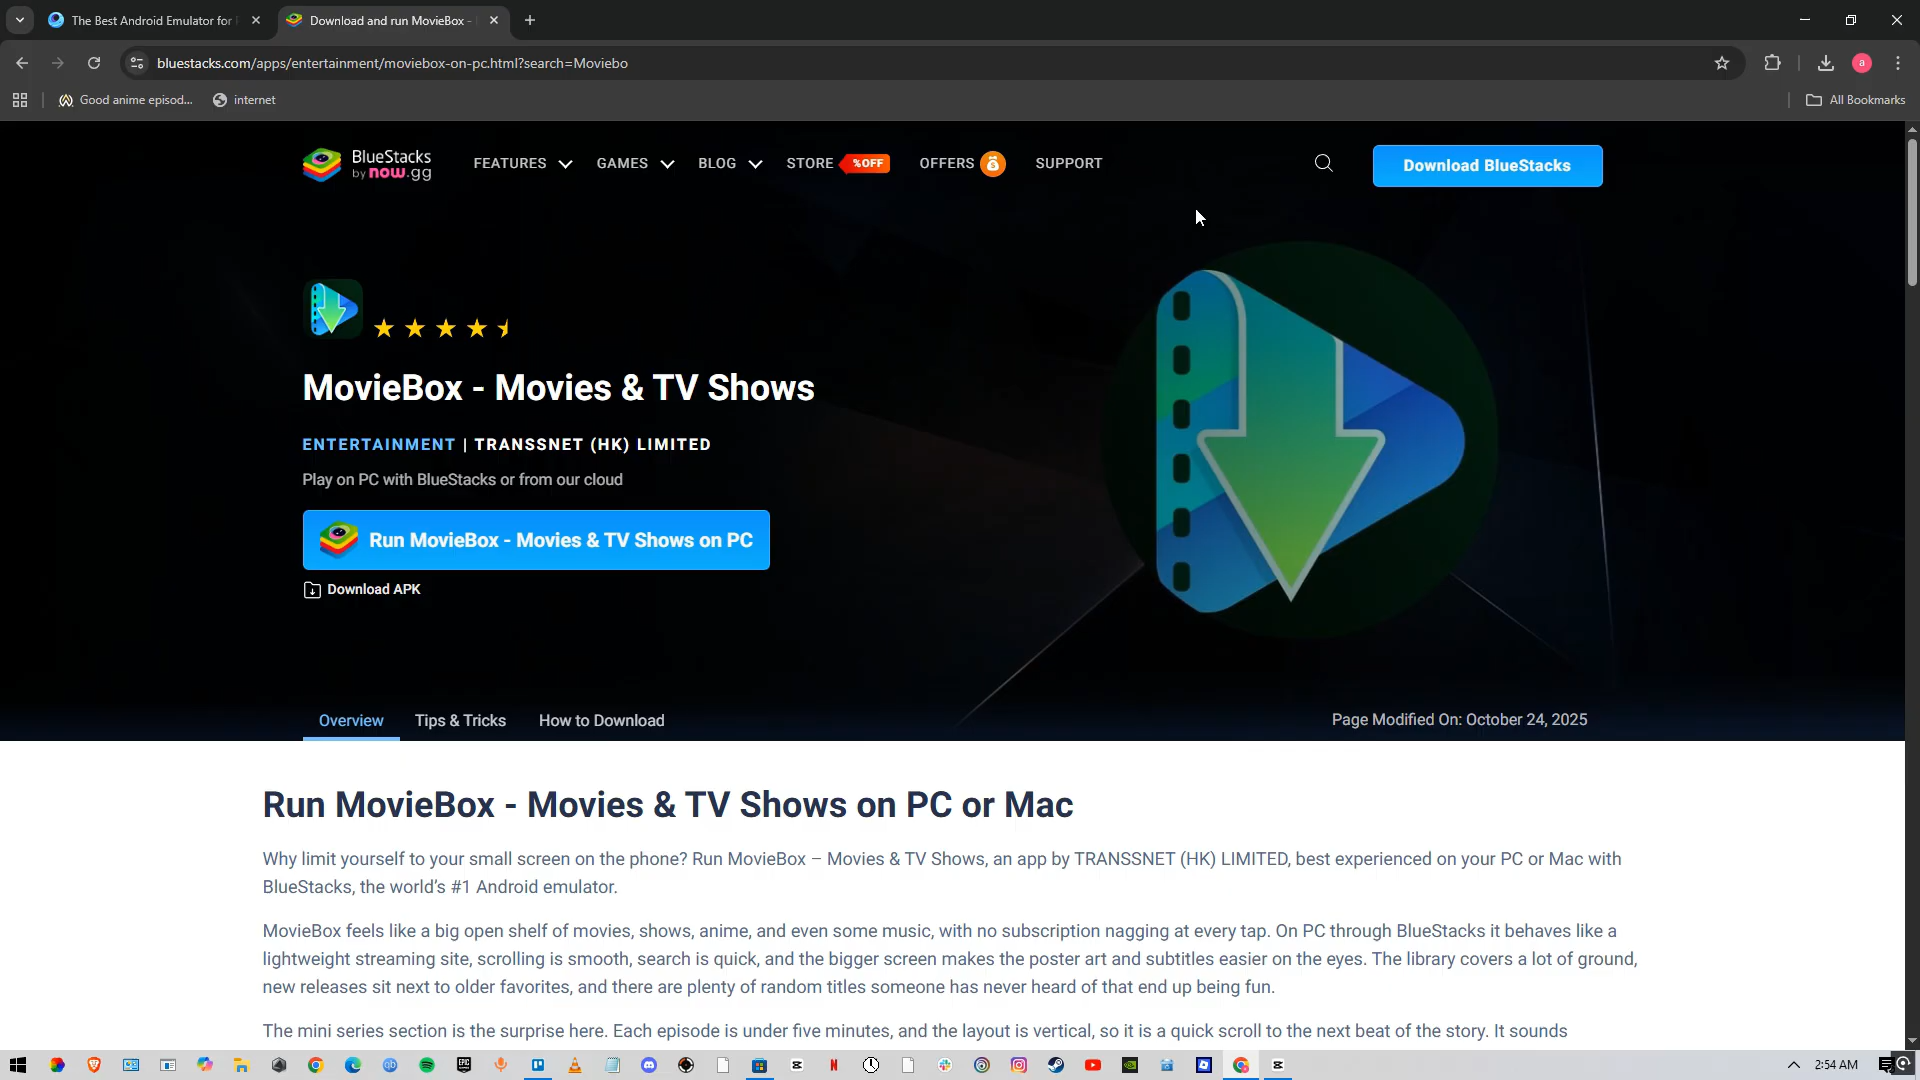 The Best Android Emulator for
Download and run MovieBox -
bluestacks.com/apps/entertainment/moviebox-on-pc.html?search=Moviebo
a
Good anime episod...
internet
All Bookmarks
BlueStacks
by now.gg
FEATURES
GAMES
BLOG
STORE
%OFF
OFFERS
SUPPORT
Download BlueStacks
MovieBox - Movies & TV Shows
ENTERTAINMENT | TRANSSNET (HK) LIMITED
Play on PC with BlueStacks or from our cloud
Run MovieBox - Movies & TV Shows on PC
Download APK
Overview
Tips & Tricks
How to Download
Page Modified On: October 24, 2025
Run MovieBox - Movies & TV Shows on PC or Mac
Why limit yourself to your small screen on the phone? Run MovieBox – Movies & TV Shows, an app by TRANSSNET (HK) LIMITED, best experienced on your PC or Mac with
BlueStacks, the world’s #1 Android emulator.
MovieBox feels like a big open shelf of movies, shows, anime, and even some music, with no subscription nagging at every tap. On PC through BlueStacks it behaves like a
lightweight streaming site, scrolling is smooth, search is quick, and the bigger screen makes the poster art and subtitles easier on the eyes. The library covers a lot of ground,
new releases sit next to older favorites, and there are plenty of random titles someone has never heard of that end up being fun.
The mini series section is the surprise here. Each episode is under five minutes, and the layout is vertical, so it is a quick scroll to the next beat of the story. It sounds
2:54 AM